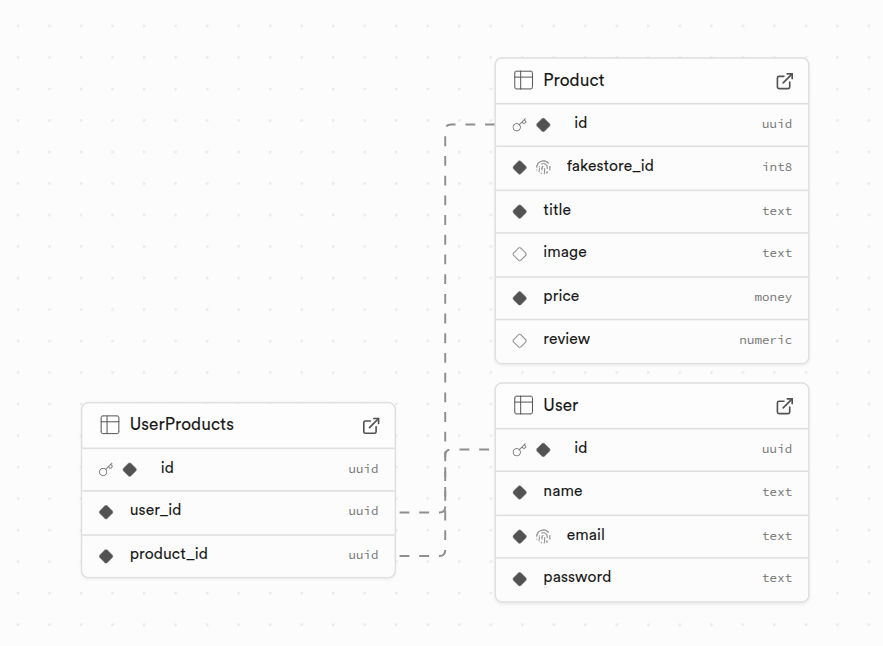 Product
id uuid
fakestore_id int8
title text
image text
price money
review numeric
UserProducts
id uuid
user_id uuid
product_id uuid
User
id uuid
name text
email text
password text